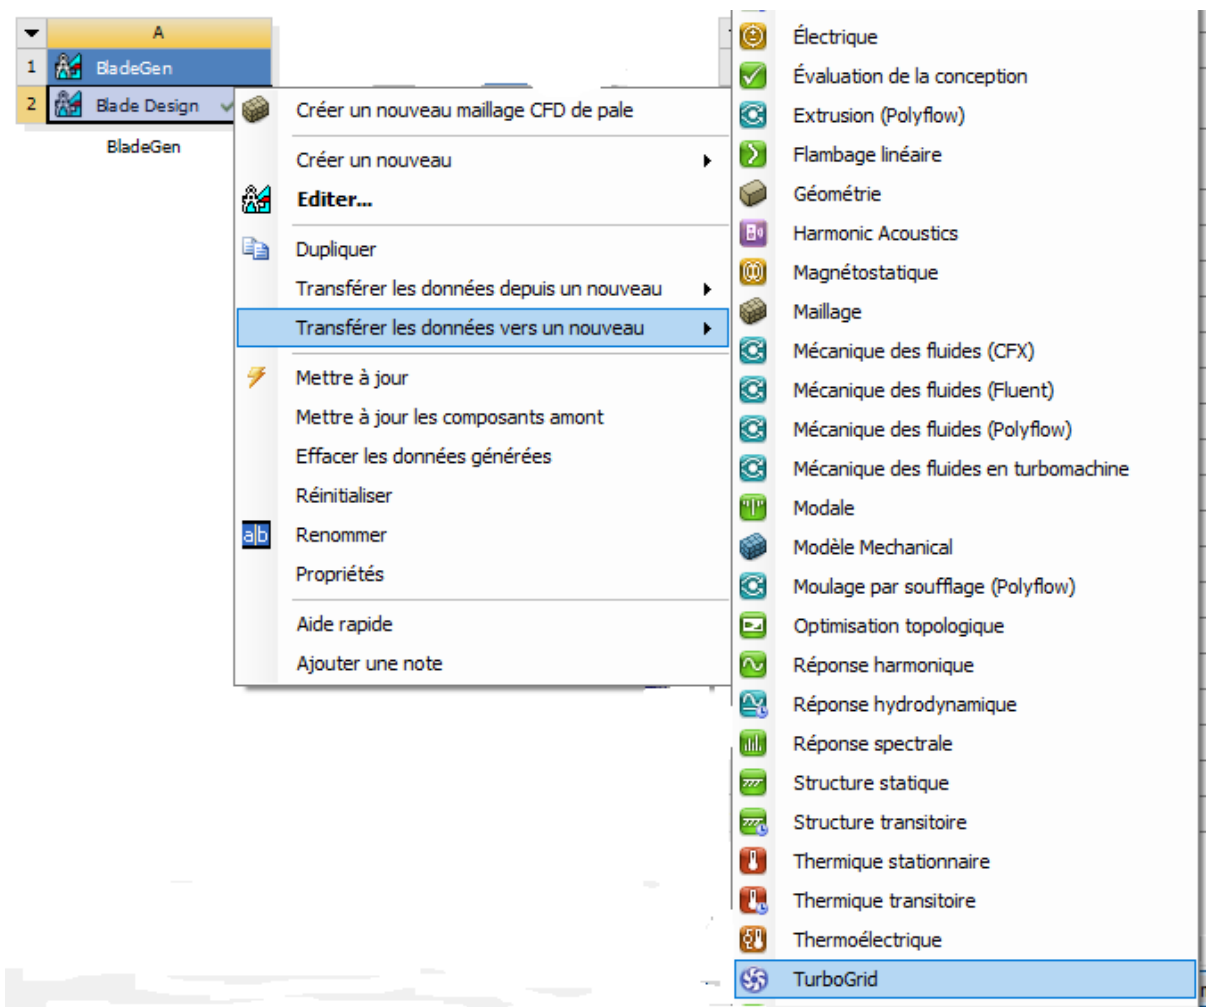 A
1 BladeGen
2 Blade Design
BladeGen
Créer un nouveau maillage CFD de pale
Créer un nouveau
Editer...
Dupliquer
Transférer les données depuis un nouveau
Transférer les données vers un nouveau
Mettre à jour
Mettre à jour les composants amont
Effacer les données générées
Réinitialiser
a|b Renommer
Propriétés
Aide rapide
Ajouter une note
Électrique
Évaluation de la conception
Extrusion (Polyflow)
Flambage linéaire
Géométrie
Harmonic Acoustics
Magnétostatique
Maillage
Mécanique des fluides (CFX)
Mécanique des fluides (Fluent)
Mécanique des fluides (Polyflow)
Mécanique des fluides en turbomachine
Modale
Modèle Mechanical
Moulage par soufflage (Polyflow)
Optimisation topologique
Réponse harmonique
Réponse hydrodynamique
Réponse spectrale
Structure statique
Structure transitoire
Thermique stationnaire
Thermique transitoire
Thermoélectrique
TurboGrid